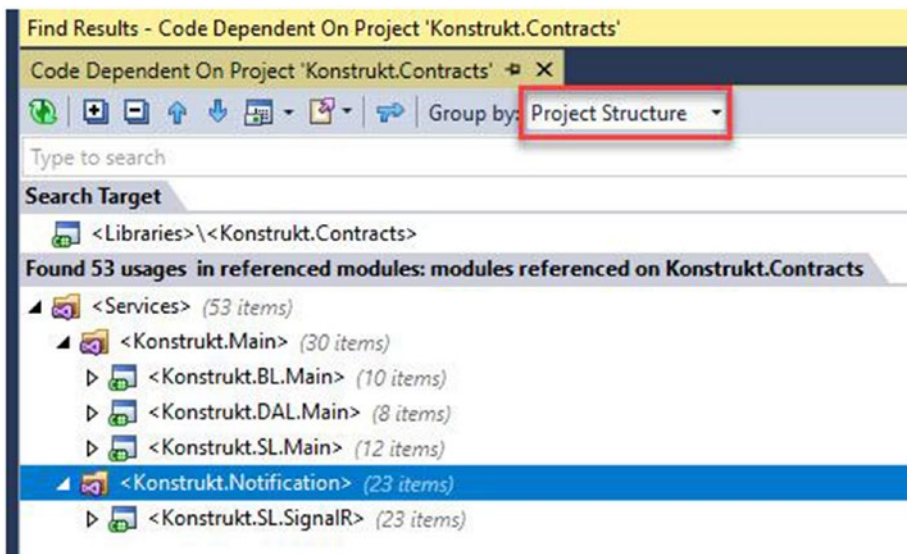 Find Results - Code Dependent On Project 'Konstrukt.Contracts'
Code Dependent On Project 'Konstrukt.Contracts'
Group by: Project Structure
Type to search
Search Target
<Libraries>\<Konstrukt.Contracts>
Found 53 usages in referenced modules: modules referenced on Konstrukt.Contracts
<Services> (53 items)
<Konstrukt.Main> (30 items)
<Konstrukt.BL.Main> (10 items)
<Konstrukt.DAL.Main> (8 items)
<Konstrukt.SL.Main> (12 items)
<Konstrukt.Notification> (23 items)
<Konstrukt.SL.SignalR> (23 items)